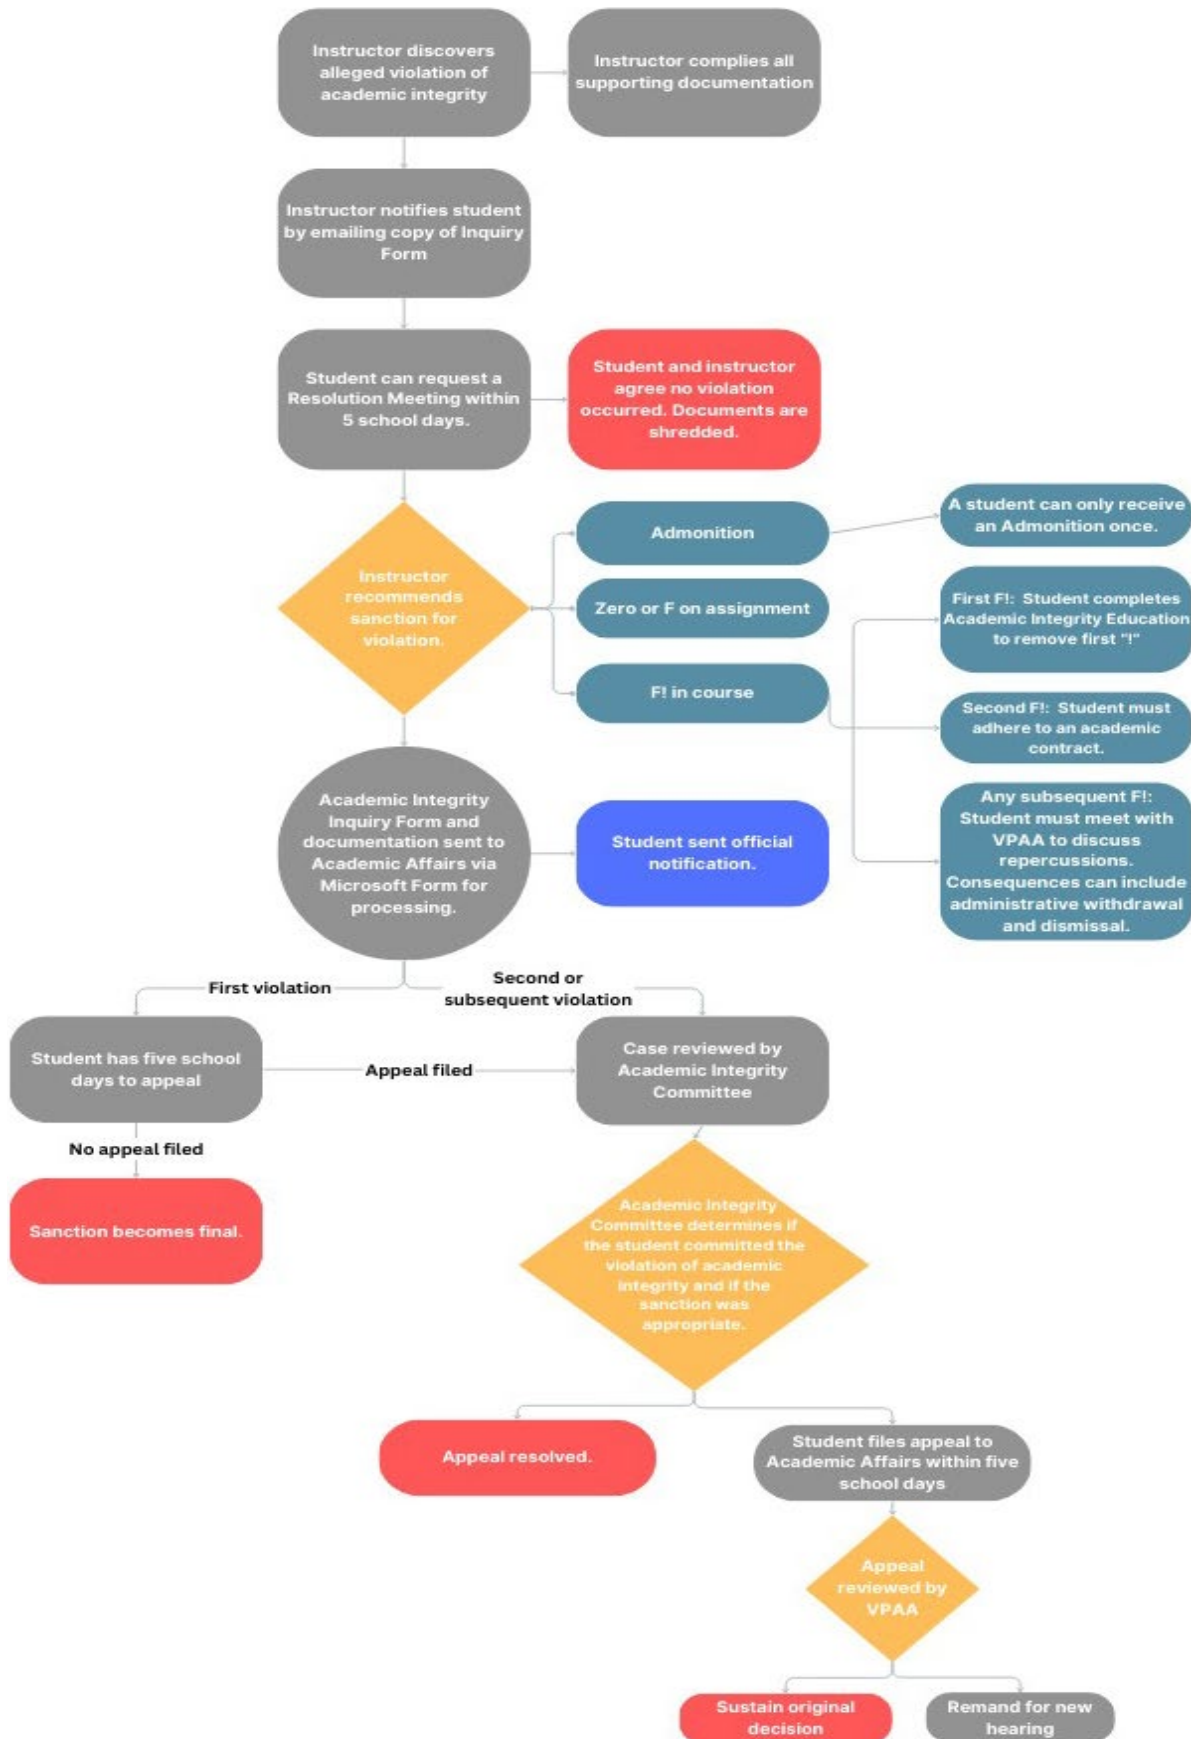 Instructor discovers
alleged violation of
academic integrity
Instructor complies all
supporting documentation
Instructor notifies student
by emailing copy of Inquiry
Form
Student can request a
Resolution Meeting within
5 school days.
Student and instructor
agree no violation
occurred. Documents are
shredded.
Instructor
recommends
sanction for
violation.
Admonition
A student can only receive
an Admonition once.
Zero or F on assignment
F! in course
First F!: Student completes
Academic Integrity Education
to remove first "!"
Second F!: Student must
adhere to an academic
contract.
Any subsequent F!:
Student must meet with
VPAA to discuss
repercussions.
Consequences can include
administrative withdrawal
and dismissal.
Academic Integrity
Inquiry Form and
documentation sent to
Academic Affairs via
Microsoft Form for
processing.
Student sent official
notification.
First violation
Second or
subsequent violation
Student has five school
days to appeal
Appeal filed
Case reviewed by
Academic Integrity
Committee
No appeal filed
Sanction becomes final.
Academic Integrity
Committee determines if
the student committed the
violation of academic
integrity and if the
sanction was
appropriate.
Appeal resolved.
Student files appeal to
Academic Affairs within five
school days
Appeal
reviewed by
VPAA
Sustain original
decision
Remand for new
hearing